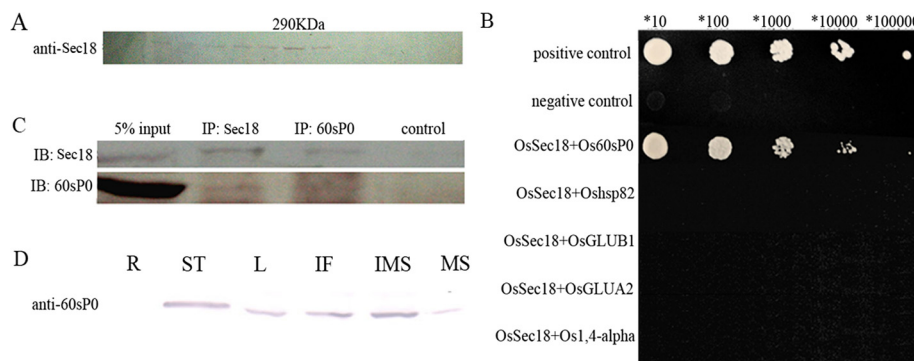 A
290KDa
anti-Sec18
C
5% input IP: Sec18 IP: 60sP0 control
IB: Sec18
IB: 60sP0
D
R ST L IF IMS MS
anti-60sP0
B
*10 *100 *1000 *10000 *100000
positive control
negative control
OsSec18+Os60sP0
OsSec18+Oshsp82
OsSec18+OsGLUB1
OsSec18+OsGLUA2
OsSec18+Os1,4-alpha